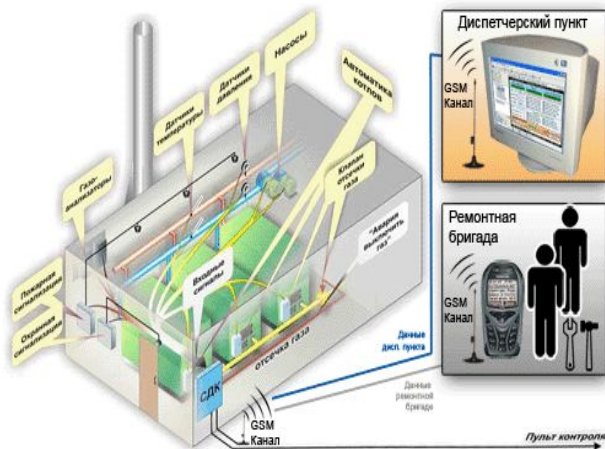 Диспетчерский пункт
GSM
Канал
Насосы
Датчики
давления
Автоматика
котлов
Датчики
температуры
Клапан
отсечки
газа
Газо-
анализаторы
"Авария
выключить
газ"
Ремонтная
бригада
GSM
Канал
Пожарная
сигнализация
Входные
сигналы
Охранная
сигнализация
отсечка газа
Данные
дисп. пункта
Данные
ремонтной
бригаде
СДК
GSM
Канал
Пульт контроля